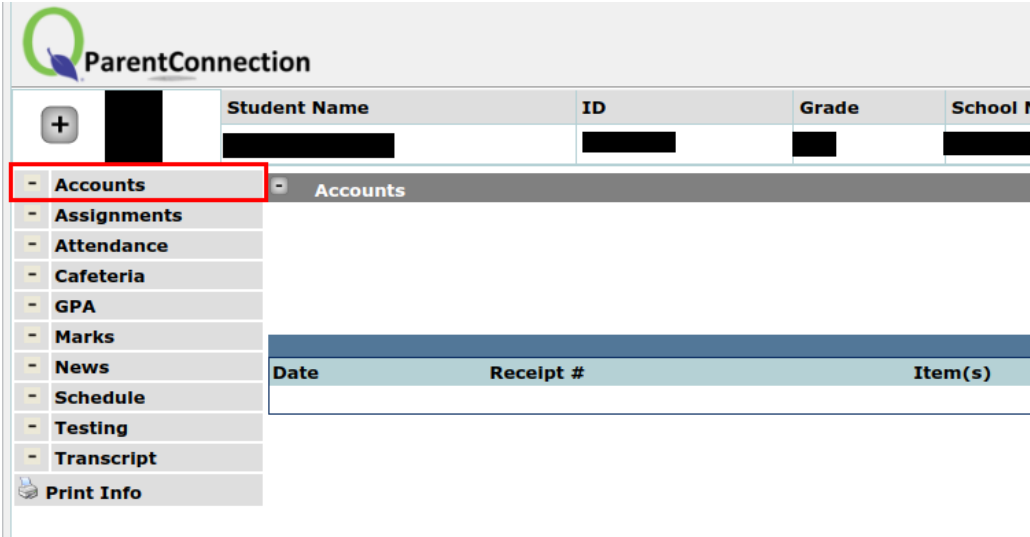 ParentConnection
+ Student Name ID Grade School
- Accounts
- Accounts
- Assignments
- Attendance
- Cafeteria
- GPA
- Marks
- News
- Schedule
- Testing
- Transcript
Print Info
Date Receipt # Item(s)